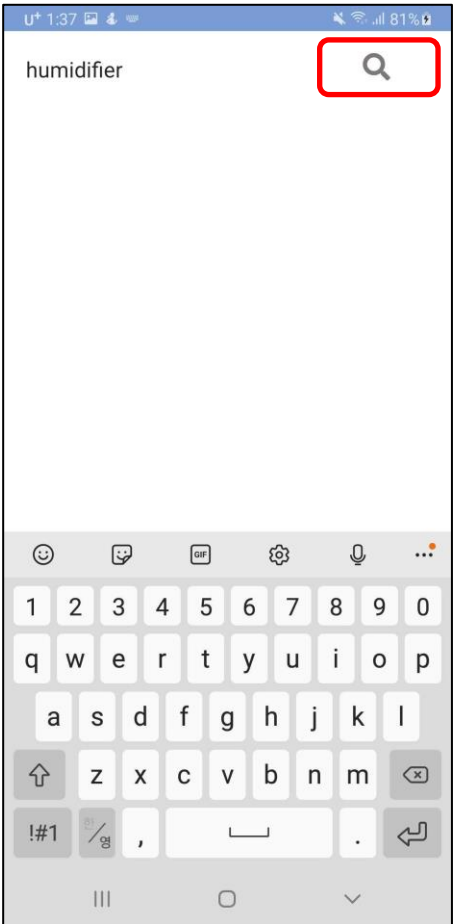 U+ 1:37 81%
humidifier
GIF
1 2 3 4 5 6 7 8 9 0
q w e r t y u i o p
a s d f g h j k l
z x c v b n m
!#1 한/영 , .